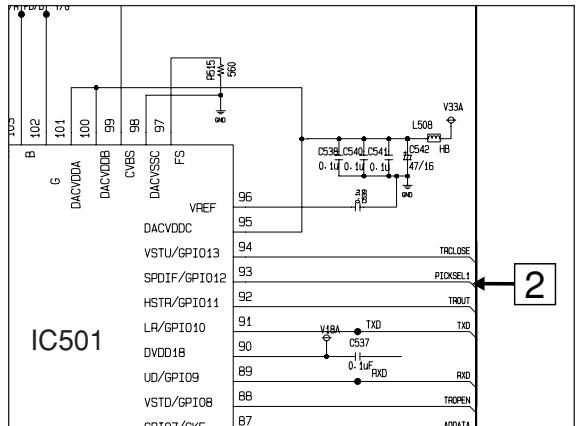 Y/G
R515
560
GND
103
102
101
100
99
98
97
B
G
DACVDDA
DACVDDB
CVBS
DACVSSC
FS
V33A
L508
HB
C538
0.1u
C540
0.1u
C541
0.1u
C542
47/16
GND
VREF
96
DACVDDC
95
VSTU/GPIO13
94
TRCLOSE
SPDIF/GPIO12
93
PICKSEL1
2
HSTR/GPIO11
92
TROUT
LR/GPIO10
91
TXD
TXD
IC501
V18A
DVDD18
90
C537
0.1uF
UD/GPIO9
89
RXD
RXD
VSTD/GPIO8
88
TROPEN
87